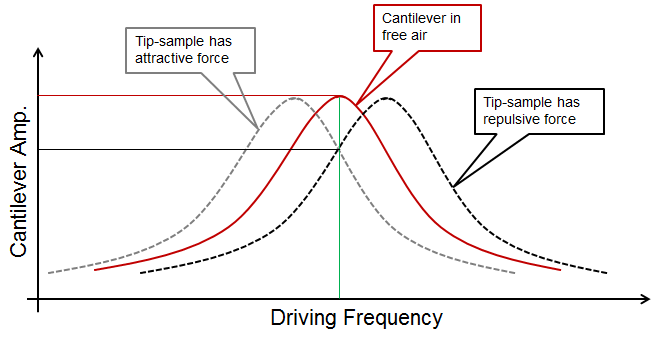 Cantilever in
free air
Tip-sample has
attractive force
Tip-sample has
repulsive force
Cantilever Amp.
Driving Frequency